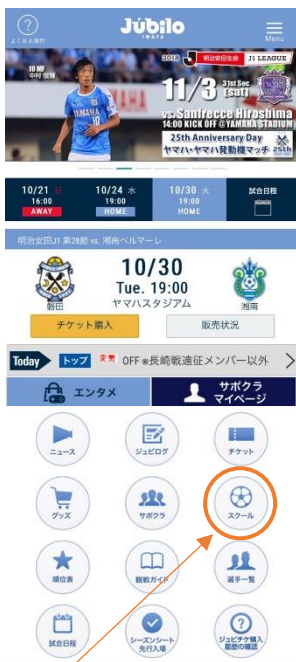 よくある質問
Júbilo
IWATA
Menu
10 MF
中村 俊輔
2018
明治安田生命 J1 LEAGUE
11/3 31st Sec (sat)
vs. Sanfrecce Hiroshima
14:00 KICK OFF @YAMAHA STADIUM
25th Anniversary Day
ヤマハ・ヤマハ発動機マッチ
25th
YAMAHA
10/21 日
16:00
AWAY
10/24 水
19:00
HOME
10/30 火
19:00
HOME
試合日程
明治安田J1 第28節 vs. 湘南ベルマーレ
10/30
Tue. 19:00
ヤマハスタジアム
磐田
湘南
チケット購入
販売状況
Today
トップ
変更
OFF ※長崎戦遠征メンバー以外
エンタメ
サポクラ
マイページ
ニュース
ジュビログ
チケット
グッズ
サポクラ
スクール
順位表
観戦ガイド
選手一覧
試合日程
シーズンシート
先行入場
ジュビチケ購入
履歴の確認